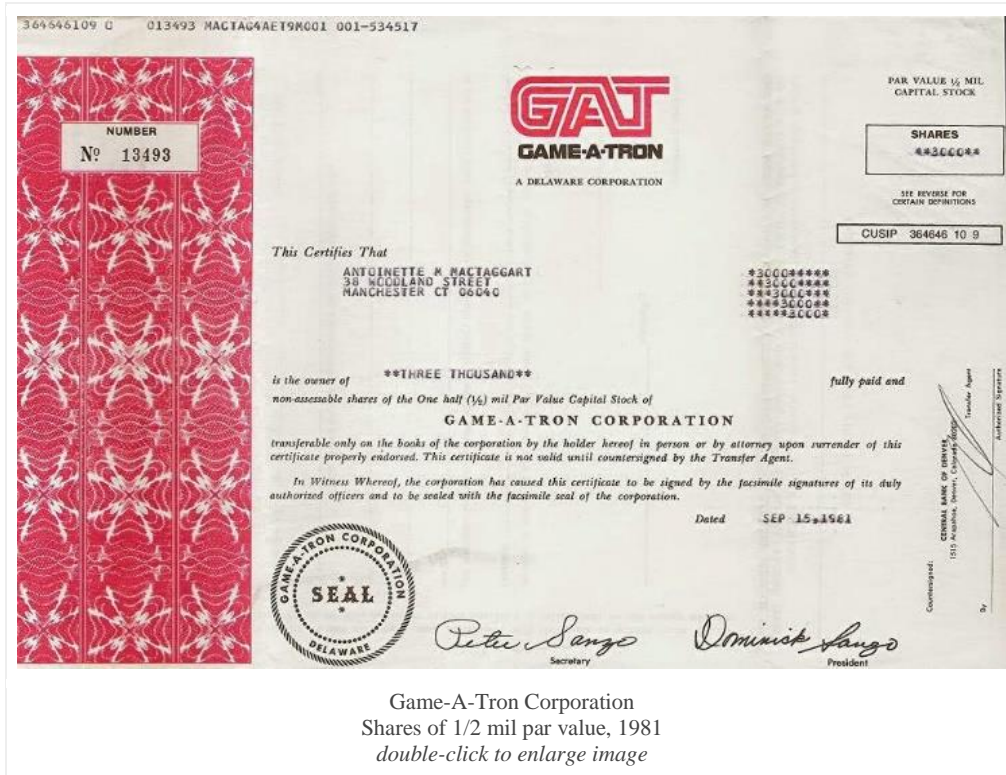 364646109 0 013493 MACTAG4AET9M001 001-534517
NUMBER
Nº 13493
GAT
GAME-A-TRON
A DELAWARE CORPORATION
PAR VALUE ½ MIL
CAPITAL STOCK
SHARES
**3000**
SEE REVERSE FOR
CERTAIN DEFINITIONS
CUSIP 364646 10 9
This Certifies That
ANTOINETTE M MACTAGGART
38 WOODLAND STREET
MANCHESTER CT 06040
*3000*****
**3000****
***3000***
****3000**
*****3000*
is the owner of **THREE THOUSAND** fully paid and
non-assessable shares of the One half (½) mil Par Value Capital Stock of
GAME-A-TRON CORPORATION
transferable only on the books of the corporation by the holder hereof in person or by attorney upon surrender of this
certificate properly endorsed. This certificate is not valid until countersigned by the Transfer Agent.
In Witness Whereof, the corporation has caused this certificate to be signed by the facsimile signatures of its duly
authorized officers and to be sealed with the facsimile seal of the corporation.
Dated SEP 15,1981
GAME-A-TRON CORPORATION
SEAL
DELAWARE
Peter Sanzo
Secretary
Dominick Sanzo
President
Countersigned:
CENTRAL BANK OF DENVER
1515 Arapahoe, Denver, Colorado
Transfer Agent
By
Authorized Signature
Game-A-Tron Corporation
Shares of 1/2 mil par value, 1981
double-click to enlarge image